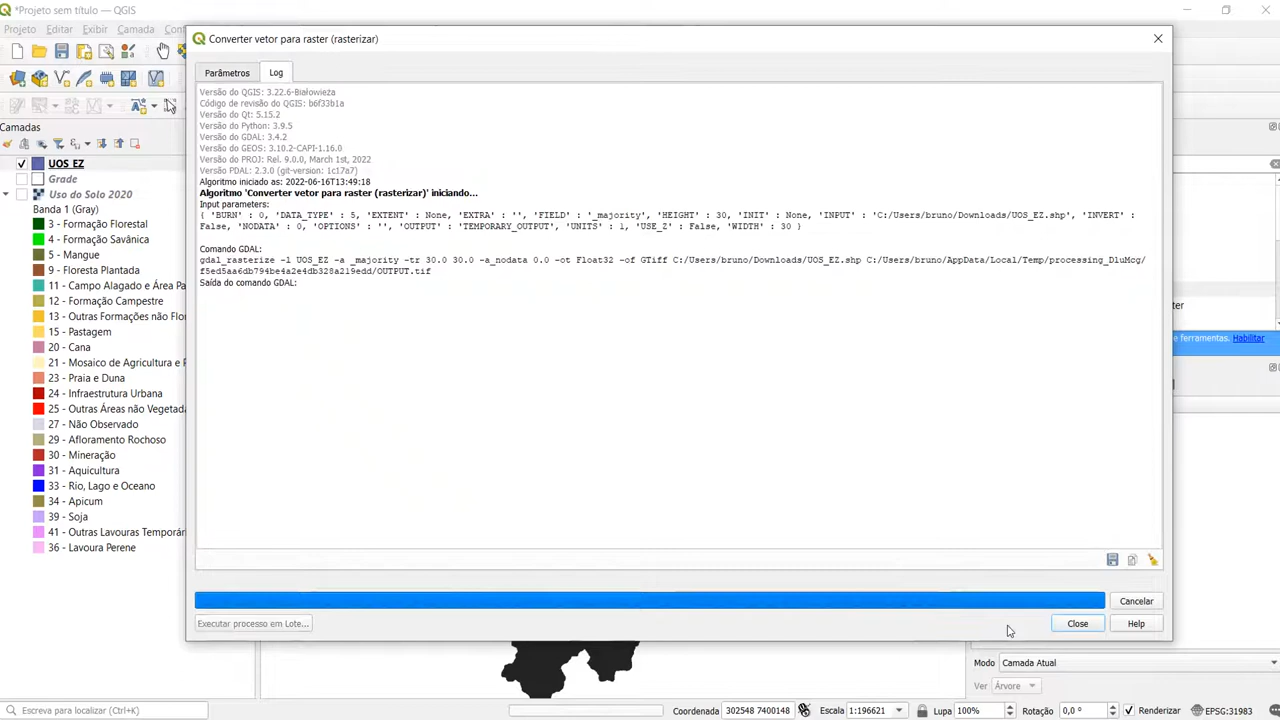 *Projeto sem título — QGIS
Projeto Editar Exibir Camada
Converter vetor para raster (rasterizar)
Parâmetros Log
Versão do QGIS: 3.22.6-Białowieża
Código de revisão do QGIS: b6f33b1a
Versão do Qt: 5.15.2
Versão do Python: 3.9.5
Versão do GDAL: 3.4.2
Versão do GEOS: 3.10.2-CAPI-1.16.0
Versão do PROJ: Rel. 9.0.0, March 1st, 2022
Versão PDAL: 2.3.0 (git-version: 1c17a7)
Algoritmo iniciado as: 2022-06-16T13:49:18
Algoritmo 'Converter vetor para raster (rasterizar)' iniciando…
Input parameters:
{ 'BURN' : 0, 'DATA_TYPE' : 5, 'EXTENT' : None, 'EXTRA' : '', 'FIELD' : '_majority', 'HEIGHT' : 30, 'INIT' : None, 'INPUT' : 'C:/Users/bruno/Downloads/UOS_EZ.shp', 'INVERT' :
False, 'NODATA' : 0, 'OPTIONS' : '', 'OUTPUT' : 'TEMPORARY_OUTPUT', 'UNITS' : 1, 'USE_Z' : False, 'WIDTH' : 30 }
Comando GDAL:
gdal_rasterize -l UOS_EZ -a _majority -tr 30.0 30.0 -a_nodata 0.0 -ot Float32 -of GTiff C:/Users/bruno/Downloads/UOS_EZ.shp C:/Users/bruno/AppData/Local/Temp/processing_DluMcg/
f5ed5aa6db794be4a2e4db328a219edd/OUTPUT.tif
Saída do comando GDAL:
Cancelar
Executar processo em Lote...
Close
Help
Camadas
UOS_EZ
Grade
Uso do Solo 2020
Banda 1 (Gray)
3 - Formação Florestal
4 - Formação Savânica
5 - Mangue
9 - Floresta Plantada
11 - Campo Alagado e Área Pa
12 - Formação Campestre
13 - Outras Formações não Flor
15 - Pastagem
20 - Cana
21 - Mosaico de Agricultura e P
23 - Praia e Duna
24 - Infraestrutura Urbana
25 - Outras Áreas não Vegetada
27 - Não Observado
29 - Afloramento Rochoso
30 - Mineração
31 - Aquicultura
33 - Rio, Lago e Oceano
34 - Apicum
39 - Soja
41 - Outras Lavouras Temporár
36 - Lavoura Perene
ter
e ferramentas. Habilitar
Modo Camada Atual
Ver Árvore
Escreva para localizar (Ctrl+K)
Coordenada 302548 7400148 Escala 1:196621 Lupa 100% Rotação 0,0 ° Renderizar EPSG:31983